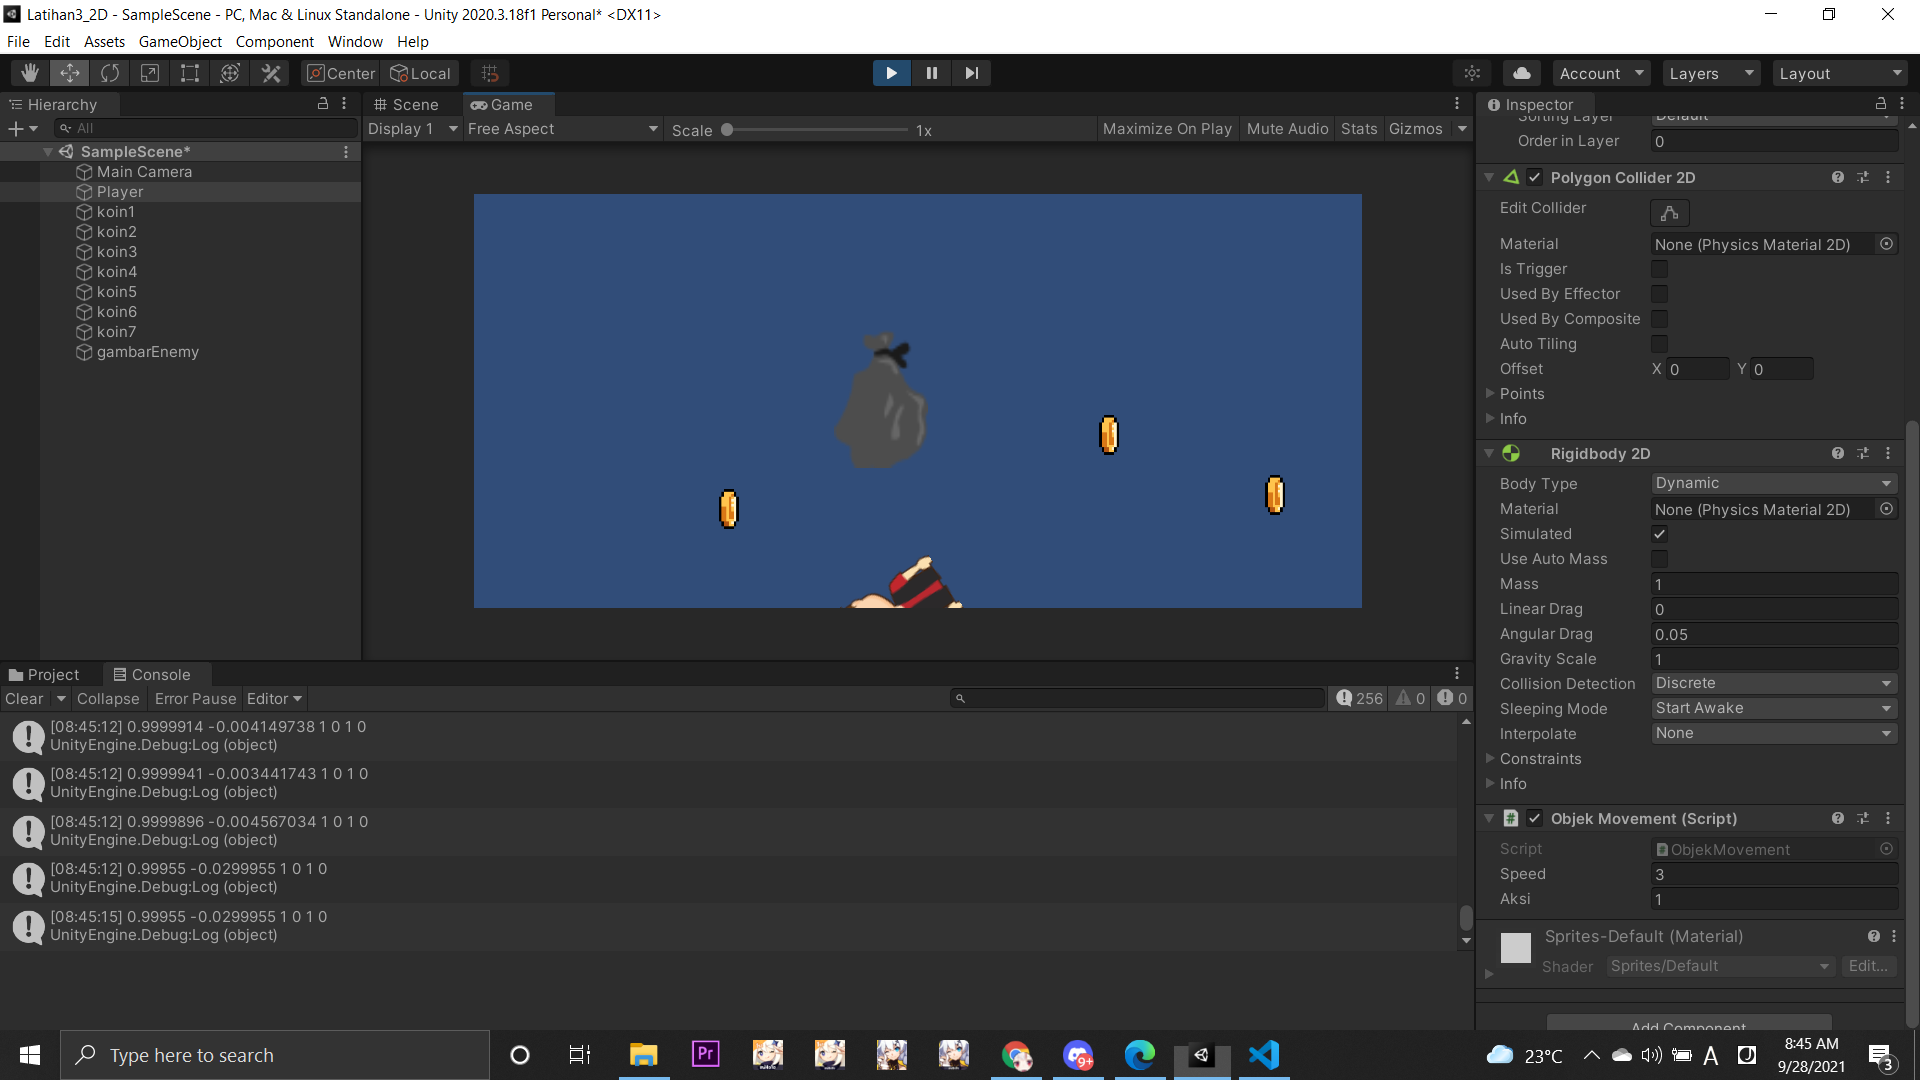 Latihan3_2D - SampleScene - PC, Mac & Linux Standalone - Unity 2020.3.18f1 Personal* <DX11>
File Edit Assets GameObject Component Window Help
Center Local Account Layers Layout
Hierarchy
All
SampleScene*
Main Camera
Player
koin1
koin2
koin3
koin4
koin5
koin6
koin7
gambarEnemy
Scene Game
Display 1 Free Aspect Scale 1x Maximize On Play Mute Audio Stats Gizmos
Inspector
Sorting Layer Default
Order in Layer 0
Polygon Collider 2D
Edit Collider
Material None (Physics Material 2D)
Is Trigger
Used By Effector
Used By Composite
Auto Tiling
Offset X 0 Y 0
Points
Info
Rigidbody 2D
Body Type Dynamic
Material None (Physics Material 2D)
Simulated
Use Auto Mass
Mass 1
Linear Drag 0
Angular Drag 0.05
Gravity Scale 1
Collision Detection Discrete
Sleeping Mode Start Awake
Interpolate None
Constraints
Info
Objek Movement (Script)
Script ObjekMovement
Speed 3
Aksi 1
Sprites-Default (Material)
Shader Sprites/Default Edit...
Add Component
Project Console
Clear Collapse Error Pause Editor 256 0 0
[08:45:12] 0.9999914 -0.004149738 1 0 1 0
UnityEngine.Debug:Log (object)
[08:45:12] 0.9999941 -0.003441743 1 0 1 0
UnityEngine.Debug:Log (object)
[08:45:12] 0.9999896 -0.004567034 1 0 1 0
UnityEngine.Debug:Log (object)
[08:45:12] 0.99955 -0.0299955 1 0 1 0
UnityEngine.Debug:Log (object)
[08:45:15] 0.99955 -0.0299955 1 0 1 0
UnityEngine.Debug:Log (object)
Type here to search
Pr
9+
23°C
A
8:45 AM
9/28/2021
3